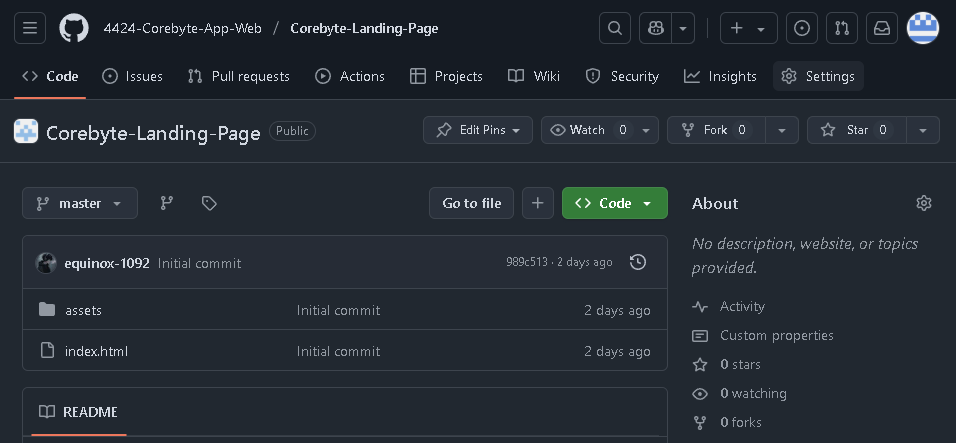 4424-Corebyte-App-Web / Corebyte-Landing-Page
Code Issues Pull requests Actions Projects Wiki Security Insights Settings
Corebyte-Landing-Page Public Edit Pins Watch 0 Fork 0 Star 0
master Go to file Code
About
No description, website, or topics
provided.
equinox-1092 Initial commit 989c513 · 2 days ago
assets Initial commit 2 days ago
index.html Initial commit 2 days ago
README
Activity
Custom properties
0 stars
0 watching
0 forks